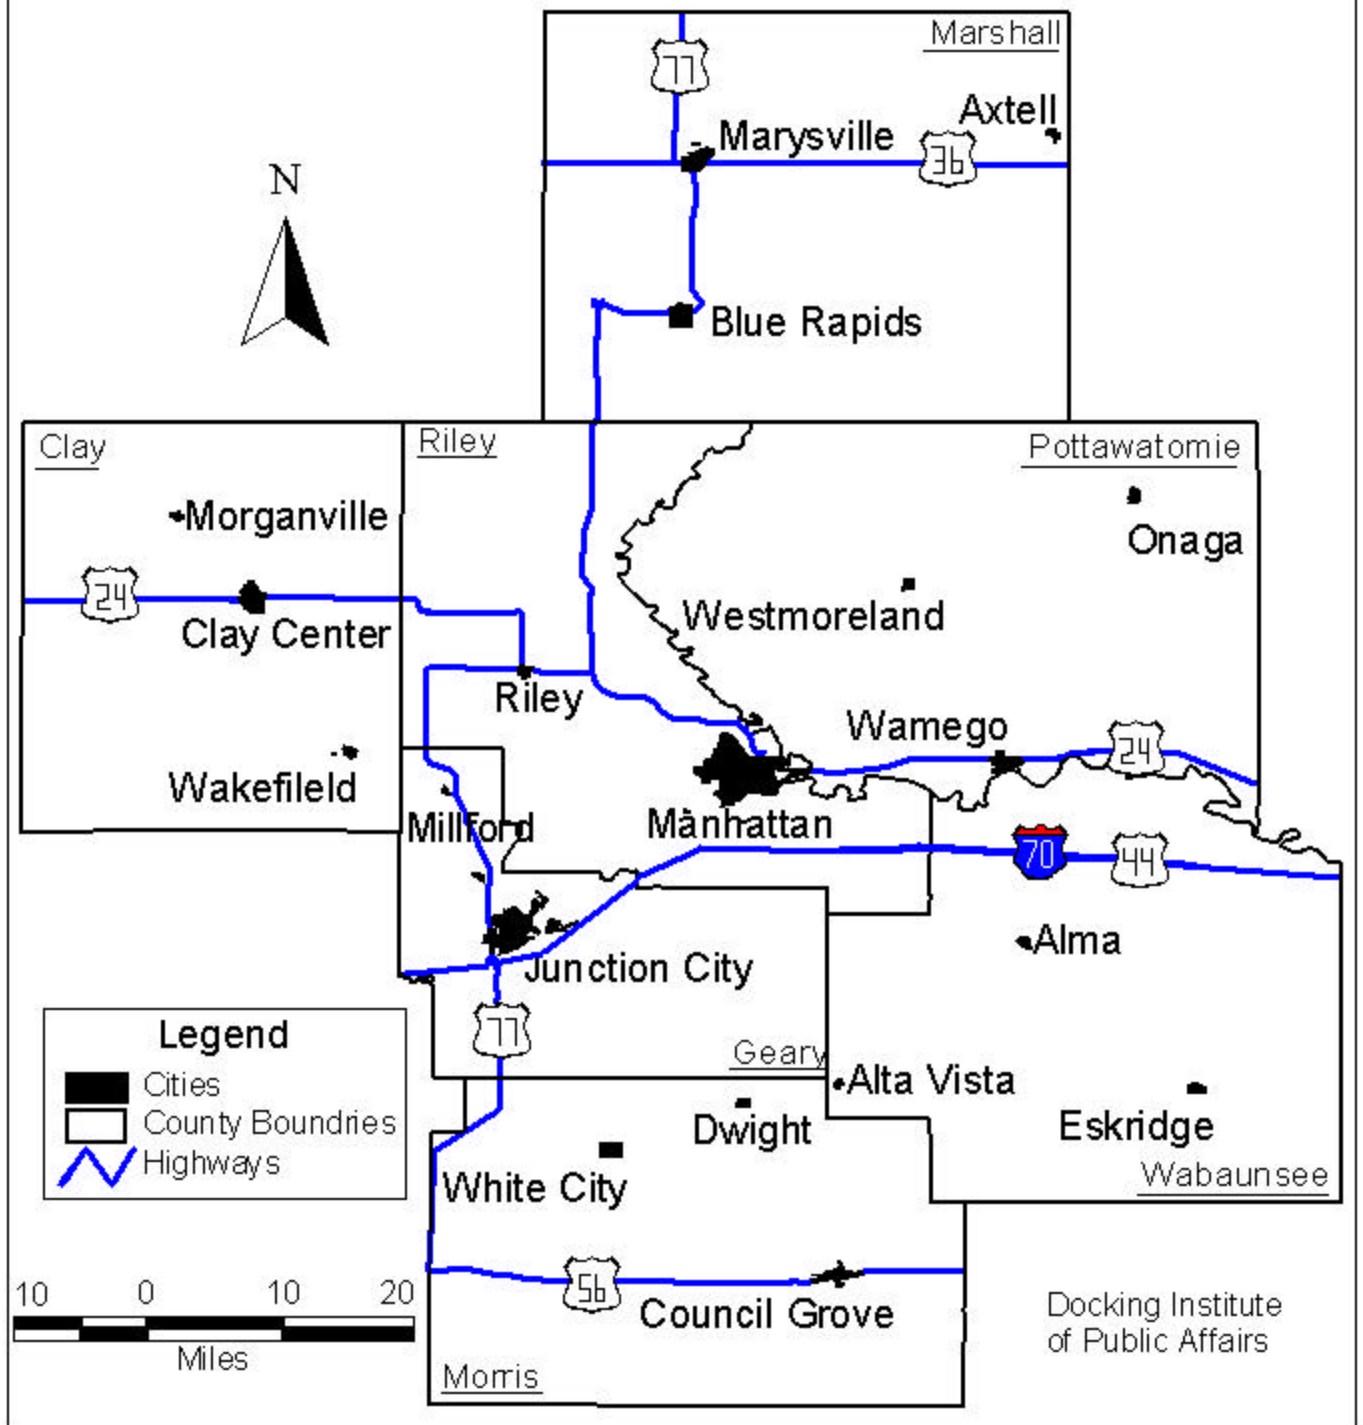 Marshall
77
Axtell
Marysville
36
N
Blue Rapids
Clay
Riley
Pottawatomie
Morganville
Onaga
24
Westmoreland
Clay Center
Riley
Wamego
24
Wakefileld
Millford
Manhattan
70
44
Alma
Junction City
77
Legend
Cities
County Boundries
Highways
Geary
Alta Vista
Dwight
Eskridge
Wabaunsee
White City
56
Council Grove
10 0 10 20
Miles
Docking Institute
of Public Affairs
Morris